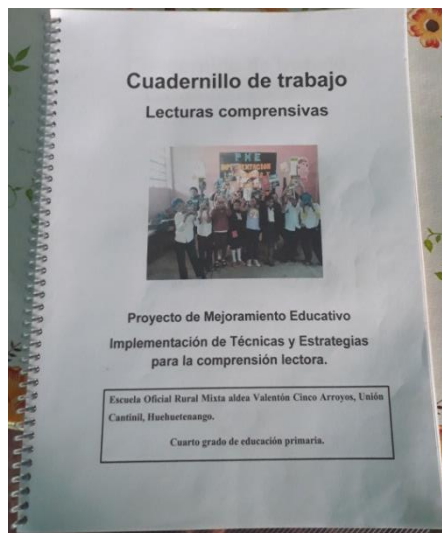 Cuadernillo de trabajo
Lecturas comprensivas
PME
Proyecto de Mejoramiento Educativo
Implementación de Técnicas y Estrategias
para la comprensión lectora.
Escuela Oficial Rural Mixta aldea Valentón Cinco Arroyos, Unión
Cantinil, Huehuetenango.
Cuarto grado de educación primaria.